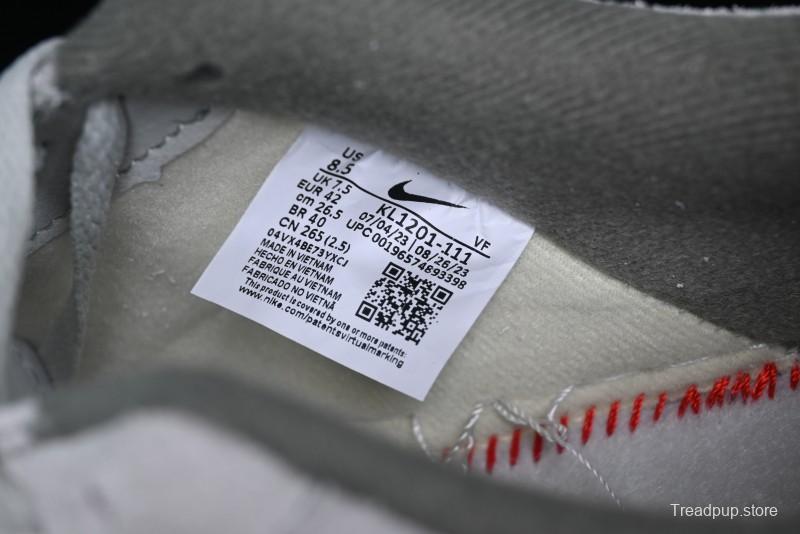 US
8.5
UK 7.5
EUR 42
cm 26.5
BR 40
CN 265(2.5)
04VX4BE73YXCJ
MADE IN VIETNAM
HECHO EN VIETNAM
FABRIQUE AU VIETNAM
FABRICADO NO VIETNÃ
This product is covered by one or more patents:
www.nike.com/patentsvirtualmarking
KL1201-111 VF
07/04/23 | 08/26/23
UPC 00196574893398
Treadpup.store